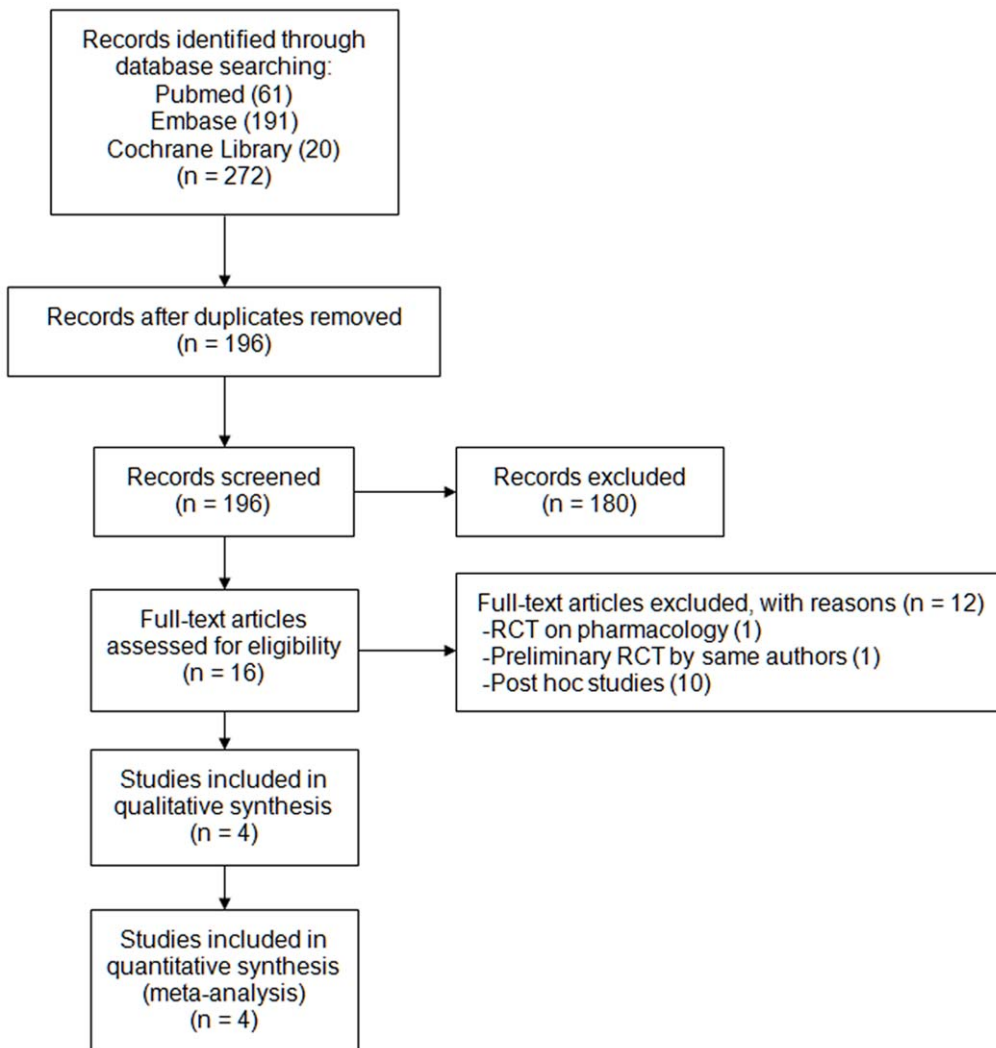 Records identified through
database searching:
Pubmed (61)
Embase (191)
Cochrane Library (20)
(n = 272)
Records after duplicates removed
(n = 196)
Records screened
(n = 196)
Records excluded
(n = 180)
Full-text articles
assessed for eligibility
(n = 16)
Full-text articles excluded, with reasons (n = 12)
-RCT on pharmacology (1)
-Preliminary RCT by same authors (1)
-Post hoc studies (10)
Studies included in
qualitative synthesis
(n = 4)
Studies included in
quantitative synthesis
(meta-analysis)
(n = 4)